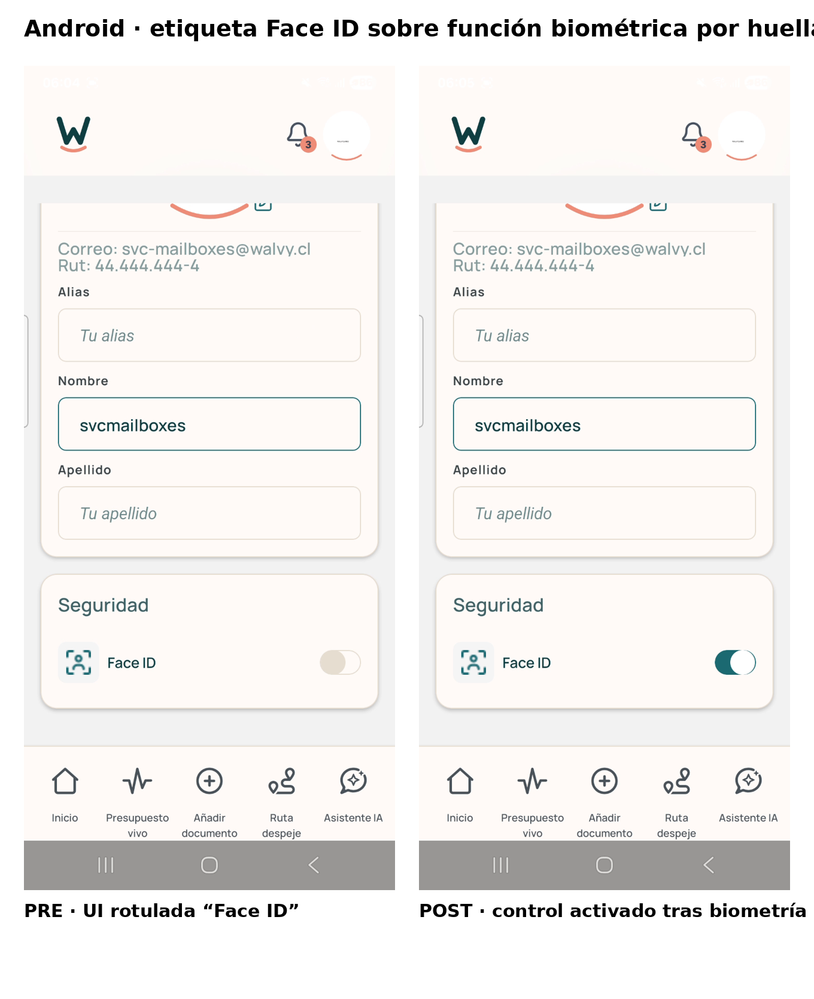 Android · etiqueta Face ID sobre función biométrica por huella
06:04
3
Correo: svc-mailboxes@walvy.cl
Rut: 44.444.444-4
Alias
Tu alias
Nombre
svcmailboxes
Apellido
Tu apellido
Seguridad
Face ID
Inicio
Presupuesto
vivo
Añadir
documento
Ruta
despeje
Asistente IA
PRE · UI rotulada “Face ID”
06:05
3
Correo: svc-mailboxes@walvy.cl
Rut: 44.444.444-4
Alias
Tu alias
Nombre
svcmailboxes
Apellido
Tu apellido
Seguridad
Face ID
Inicio
Presupuesto
vivo
Añadir
documento
Ruta
despeje
Asistente IA
POST · control activado tras biometría